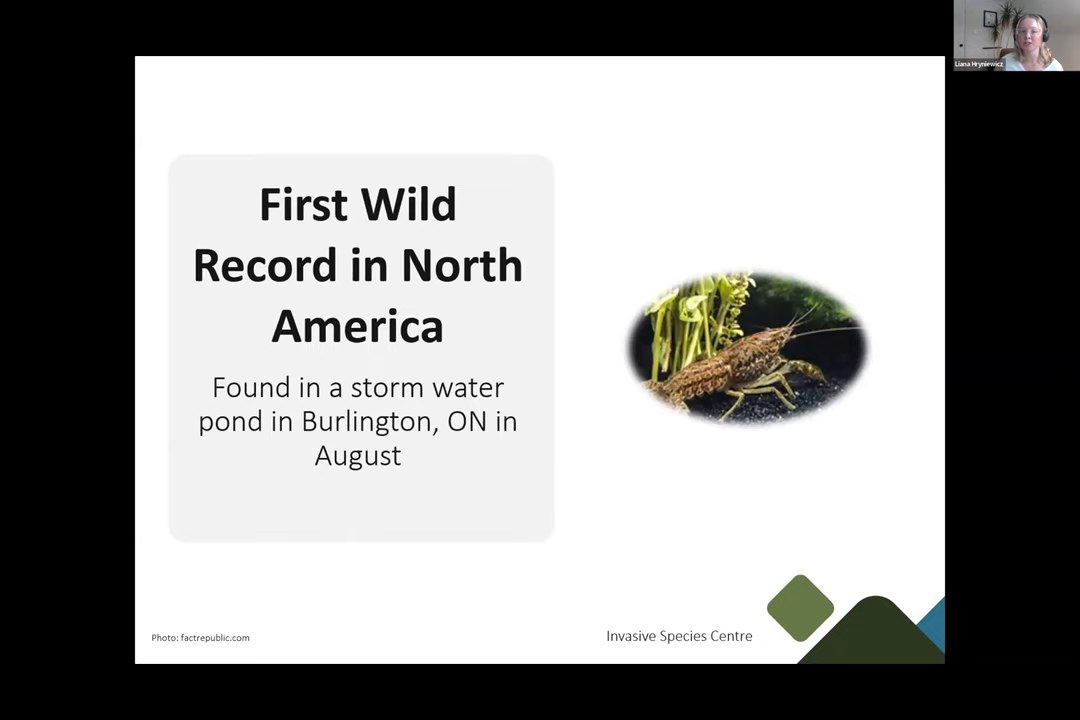 Liana Hryniewicz
First Wild
Record in North
America
Found in a storm water
pond in Burlington, ON in
August
Photo: factrepublic.com
Invasive Species Centre